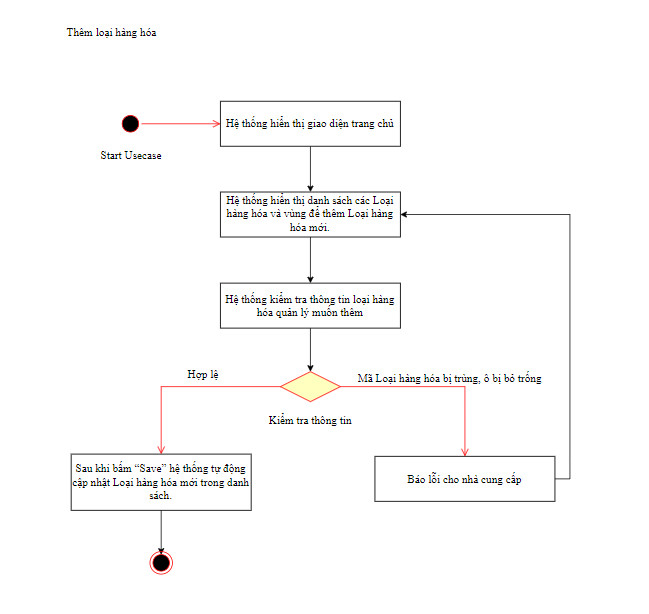 Thêm loại hàng hóa
Hệ thống hiển thị giao diện trang chủ
Start Usecase
Hệ thống hiển thị danh sách các Loại
hàng hóa và vùng để thêm Loại hàng
hóa mới.
Hệ thống kiểm tra thông tin loại hàng
hóa quản lý muốn thêm
Hợp lệ
Mã Loại hàng hóa bị trùng, ô bị bỏ trống
Kiểm tra thông tin
Sau khi bấm “Save” hệ thống tự động
cập nhật Loại hàng hóa mới trong danh
sách.
Báo lỗi cho nhà cung cấp